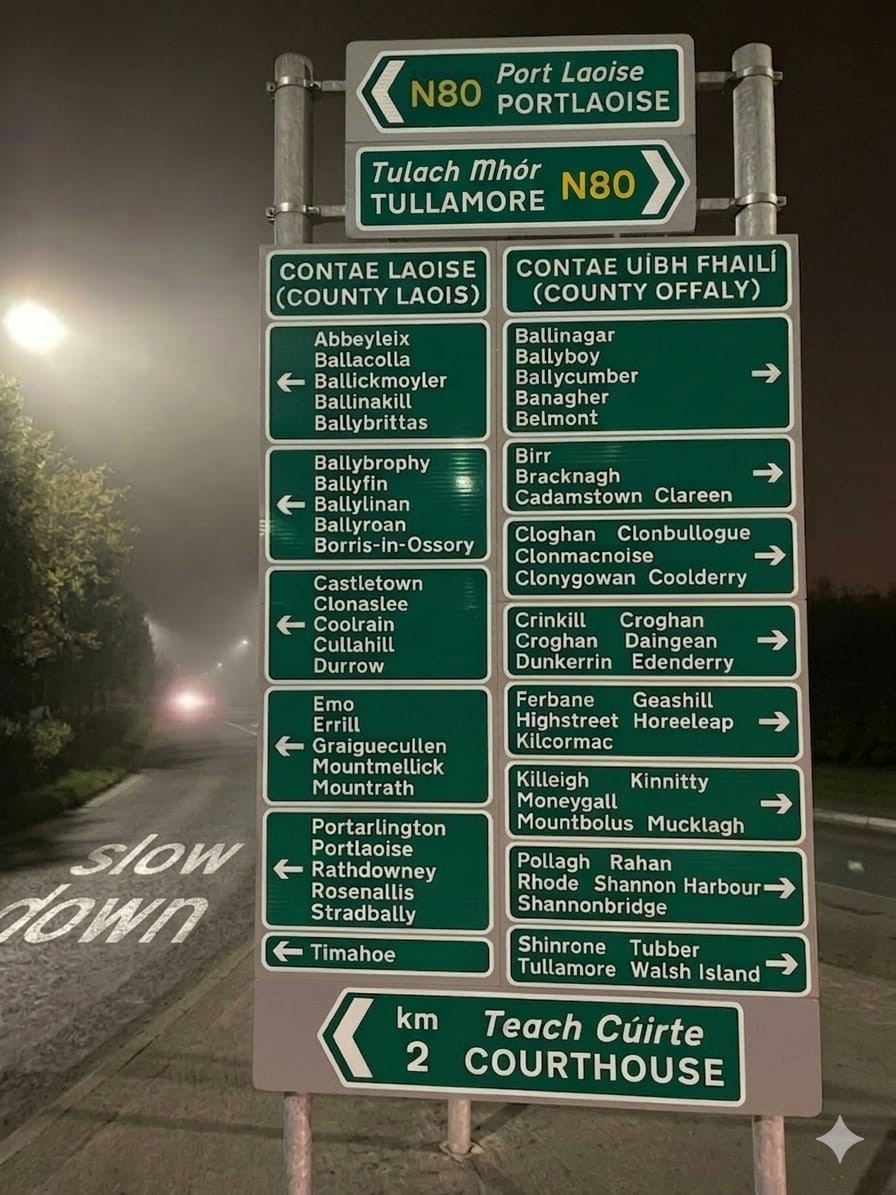 N80 Port Laoise
PORTLAOISE
Tulach Mhór
TULLAMORE N80
CONTAE LAOISE
(COUNTY LAOIS)
Abbeyleix
Ballacolla
Ballickmoyler
Ballinakill
Ballybrittas
Ballybrophy
Ballyfin
Ballylinan
Ballyroan
Borris-in-Ossory
Castletown
Clonaslee
Coolrain
Cullahill
Durrow
Emo
Errill
Graiguecullen
Mountmellick
Mountrath
Portarlington
Portlaoise
Rathdowney
Rosenallis
Stradbally
Timahoe
CONTAE UÍBH FHAILÍ
(COUNTY OFFALY)
Ballinagar
Ballyboy
Ballycumber
Banagher
Belmont
Birr
Bracknagh
Cadamstown Clareen
Cloghan Clonbullogue
Clonmacnoise
Clonygowan Coolderry
Crinkill Croghan
Croghan Daingean
Dunkerrin Edenderry
Ferbane Geashill
Highstreet Horeeleap
Kilcormac
Killeigh Kinnitty
Moneygall
Mountbolus Mucklagh
Pollagh Rahan
Rhode Shannon Harbour
Shannonbridge
Shinrone Tubber
Tullamore Walsh Island
km Teach Cúirte
2 COURTHOUSE
slow
down